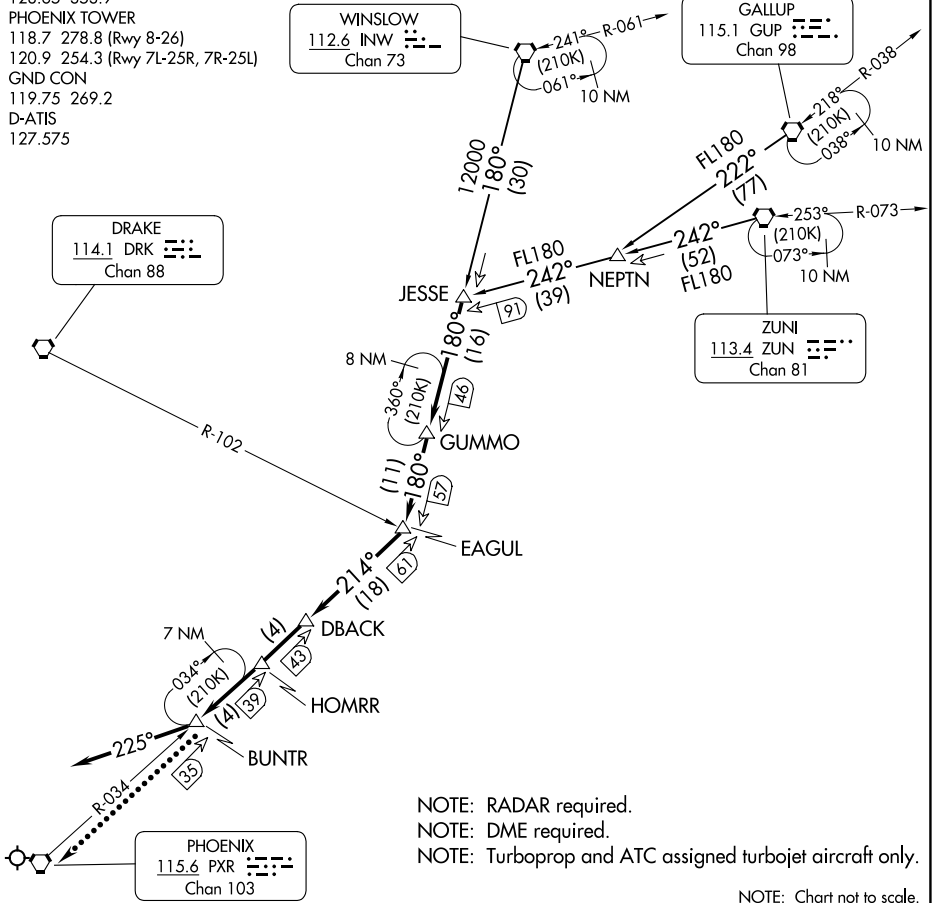 PHOENIX TOWER
118.7 278.8 (Rwy 8-26)
120.9 254.3 (Rwy 7L-25R, 7R-25L)
GND CON
119.75 269.2
D-ATIS
127.575
WINSLOW
112.6 INW
Chan 73
241°
R-061
(210K)
061°
10 NM
GALLUP
115.1 GUP
Chan 98
R-038
218°
(210K)
038°
10 NM
12000
180°
(30)
FL180
222°
(77)
DRAKE
114.1 DRK
Chan 88
253°
R-073
(210K)
073°
10 NM
242°
(52)
FL180
NEPTN
FL180
242°
(39)
JESSE
91
ZUNI
113.4 ZUN
Chan 81
180°
(16)
8 NM
360°
(210K)
46
GUMMO
R-102
(11)
180°
57
EAGUL
61
214°
(18)
DBACK
43
(4)
7 NM
034°
(210K)
HOMRR
39
(4)
BUNTR
35
225°
R-034
PHOENIX
115.6 PXR
Chan 103
NOTE: RADAR required.
NOTE: DME required.
NOTE: Turboprop and ATC assigned turbojet aircraft only.
NOTE: Chart not to scale.